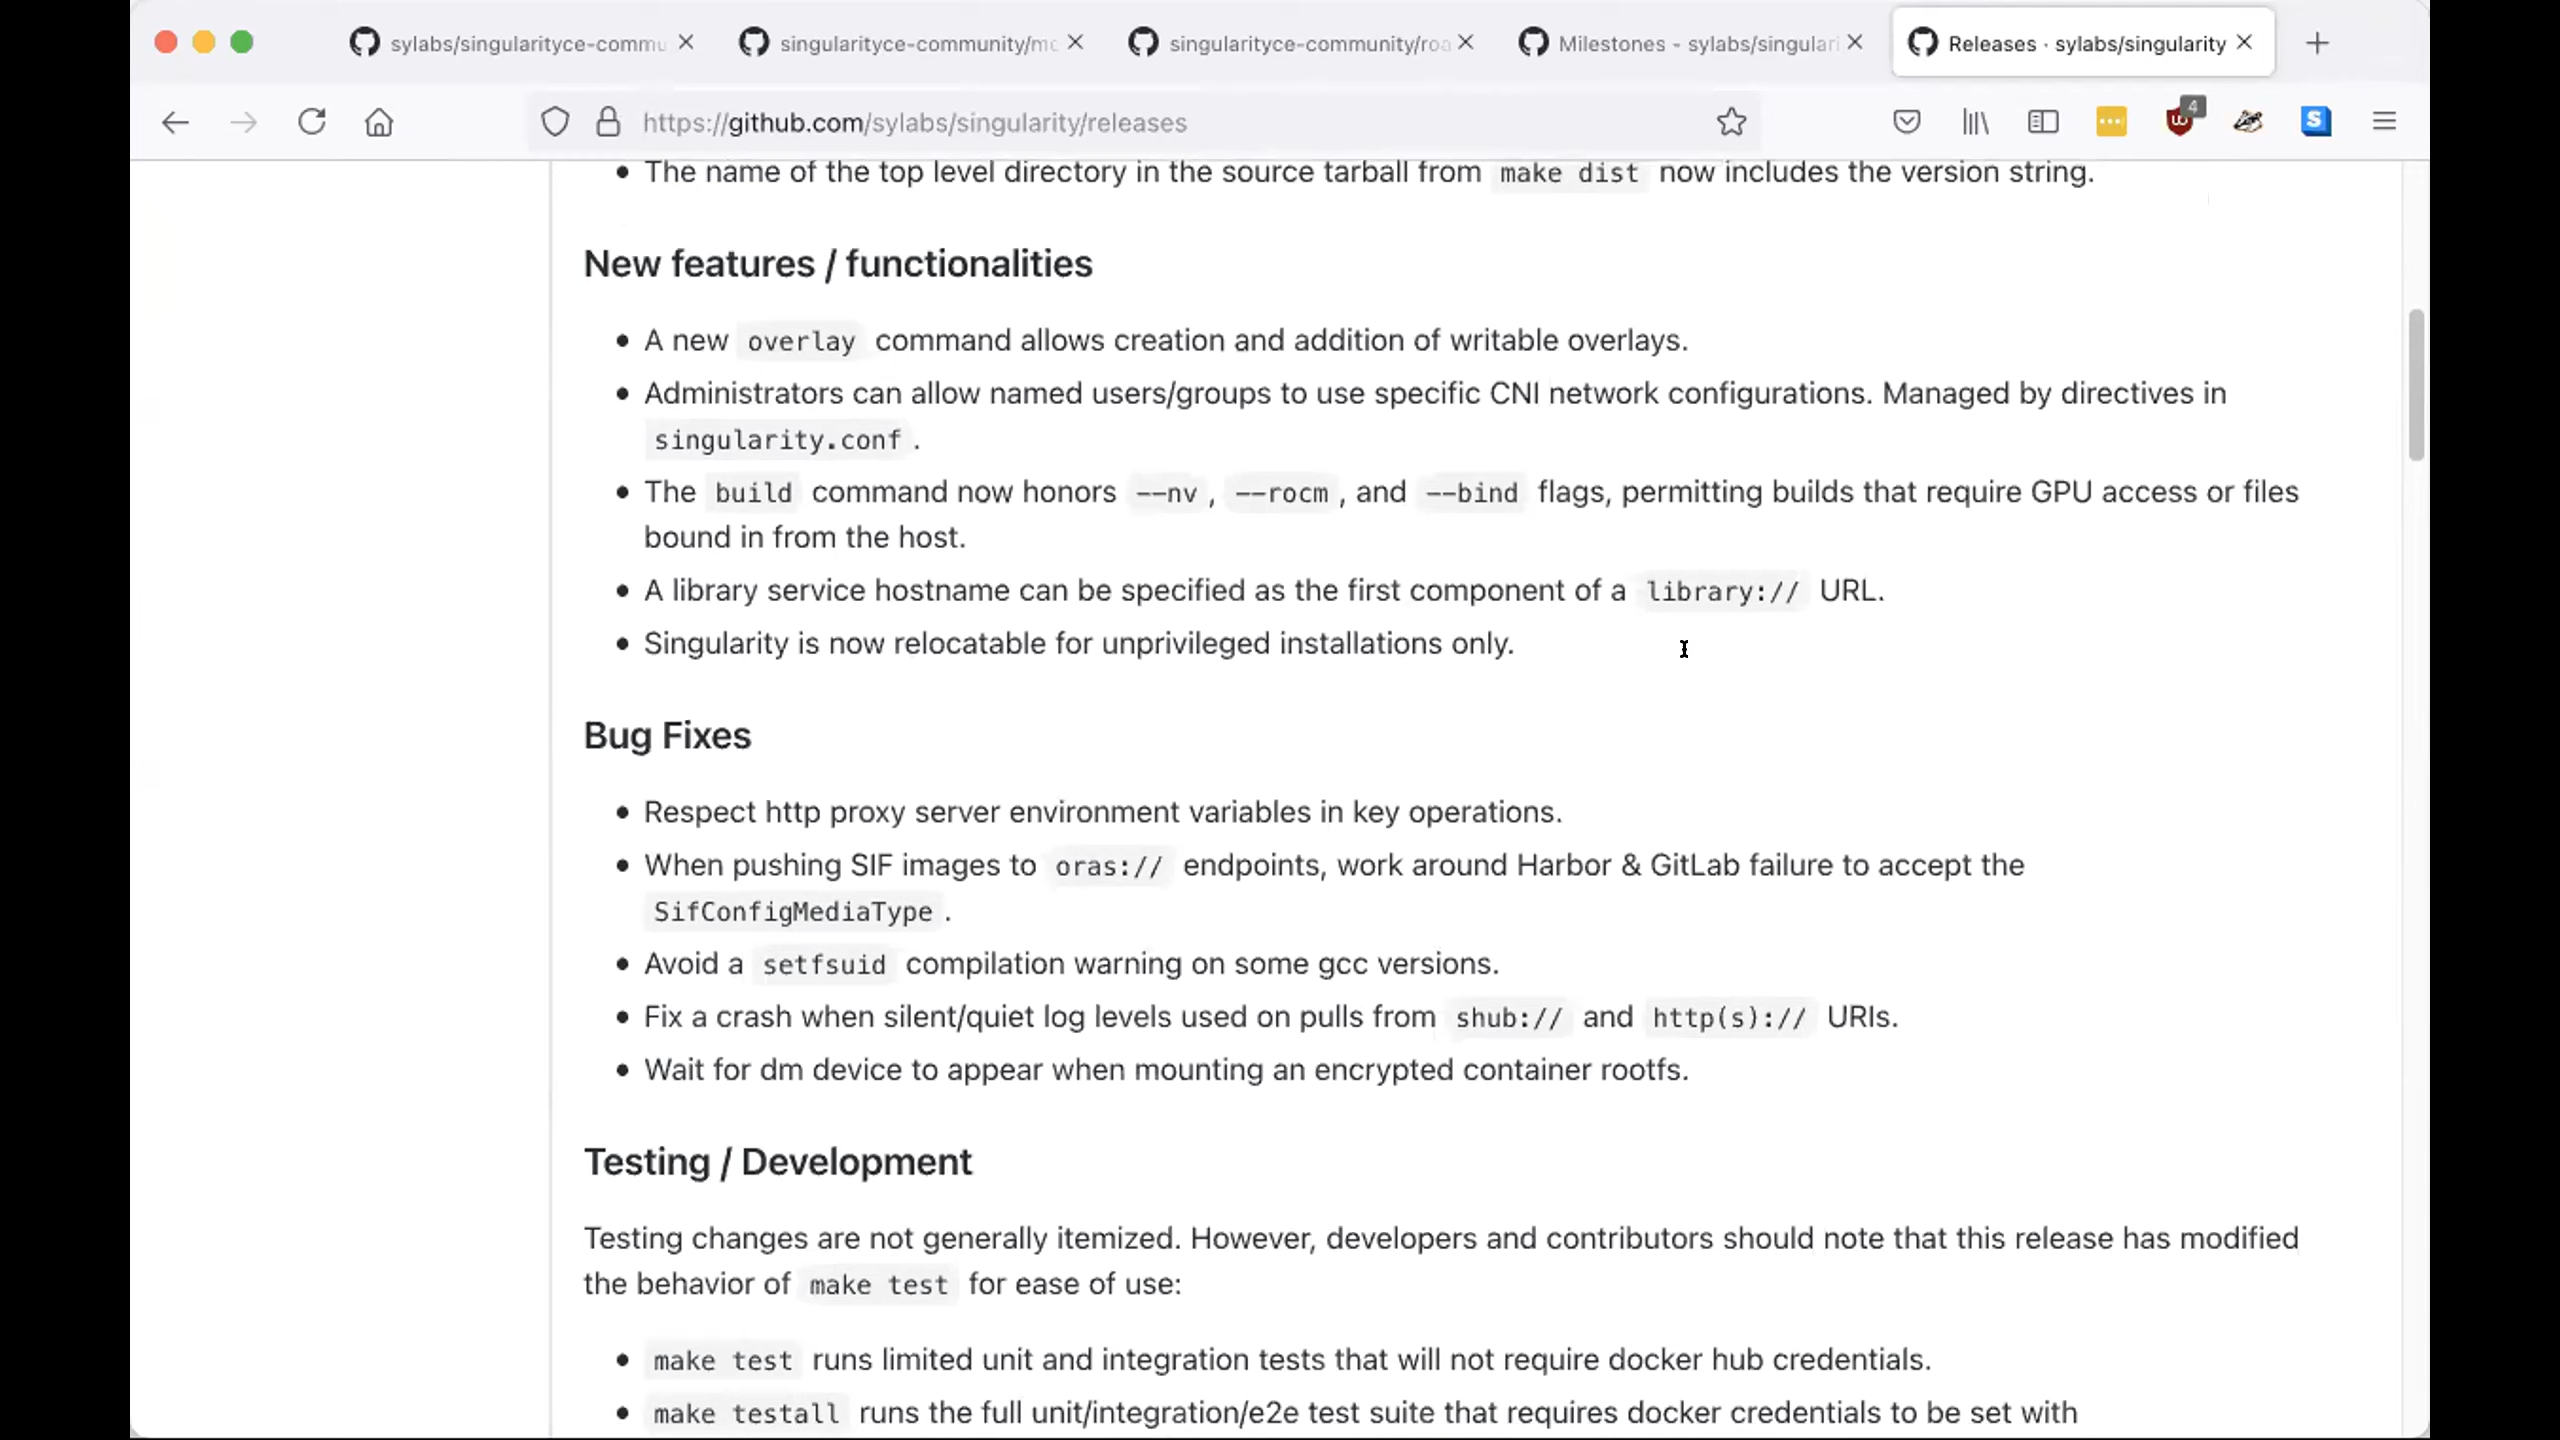 sylabs/singularityce-commu
singularityce-community/mc
singularityce-community/roa
Milestones - sylabs/singulari
Releases · sylabs/singularity
https://github.com/sylabs/singularity/releases
4
S
The name of the top level directory in the source tarball from make dist now includes the version string.
New features / functionalities
A new overlay command allows creation and addition of writable overlays.
Administrators can allow named users/groups to use specific CNI network configurations. Managed by directives in
singularity.conf .
The build command now honors --nv , --rocm , and --bind flags, permitting builds that require GPU access or files
bound in from the host.
A library service hostname can be specified as the first component of a library:// URL.
Singularity is now relocatable for unprivileged installations only.
Bug Fixes
Respect http proxy server environment variables in key operations.
When pushing SIF images to oras:// endpoints, work around Harbor & GitLab failure to accept the
SifConfigMediaType .
Avoid a setfsuid compilation warning on some gcc versions.
Fix a crash when silent/quiet log levels used on pulls from shub:// and http(s):// URIs.
Wait for dm device to appear when mounting an encrypted container rootfs.
Testing / Development
Testing changes are not generally itemized. However, developers and contributors should note that this release has modified
the behavior of make test for ease of use:
make test runs limited unit and integration tests that will not require docker hub credentials.
make testall runs the full unit/integration/e2e test suite that requires docker credentials to be set with